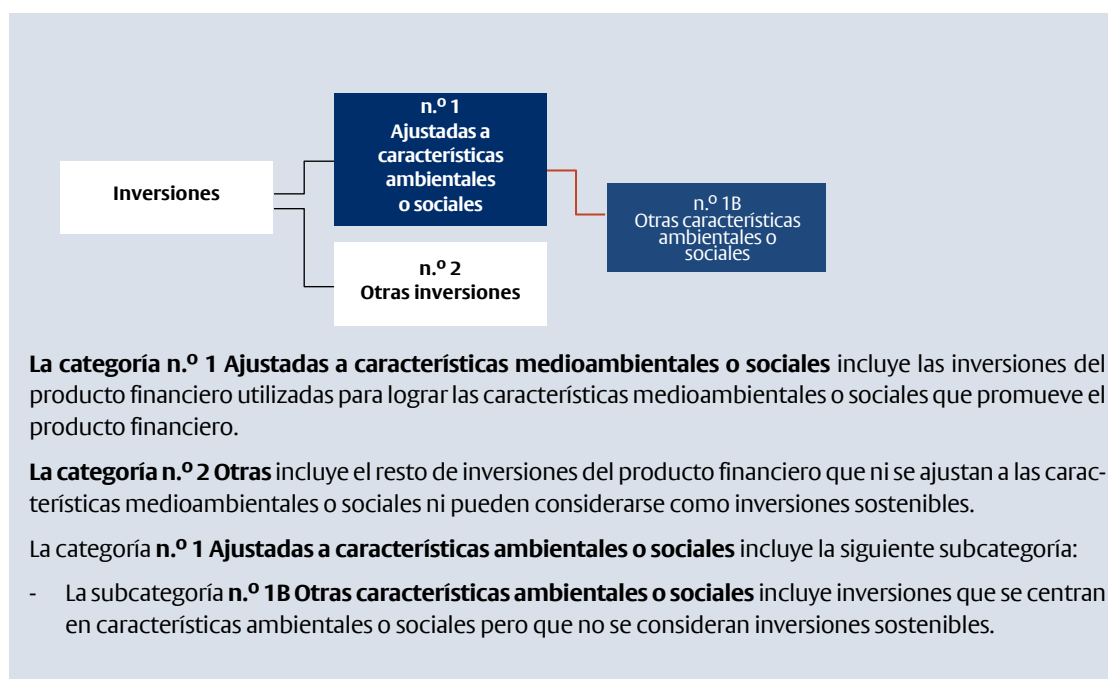 n.º 1
Ajustadas a
características
ambientales
o sociales
Inversiones
n.º 1B
Otras características
ambientales o
sociales
n.º 2
Otras inversiones
La categoría n.º 1 Ajustadas a características medioambientales o sociales incluye las inversiones del
producto financiero utilizadas para lograr las características medioambientales o sociales que promueve el
producto financiero.
La categoría n.º 2 Otras incluye el resto de inversiones del producto financiero que ni se ajustan a las carac-
terísticas medioambientales o sociales ni pueden considerarse como inversiones sostenibles.
La categoría n.º 1 Ajustadas a características ambientales o sociales incluye la siguiente subcategoría:
- La subcategoría n.º 1B Otras características ambientales o sociales incluye inversiones que se centran
en características ambientales o sociales pero que no se consideran inversiones sostenibles.